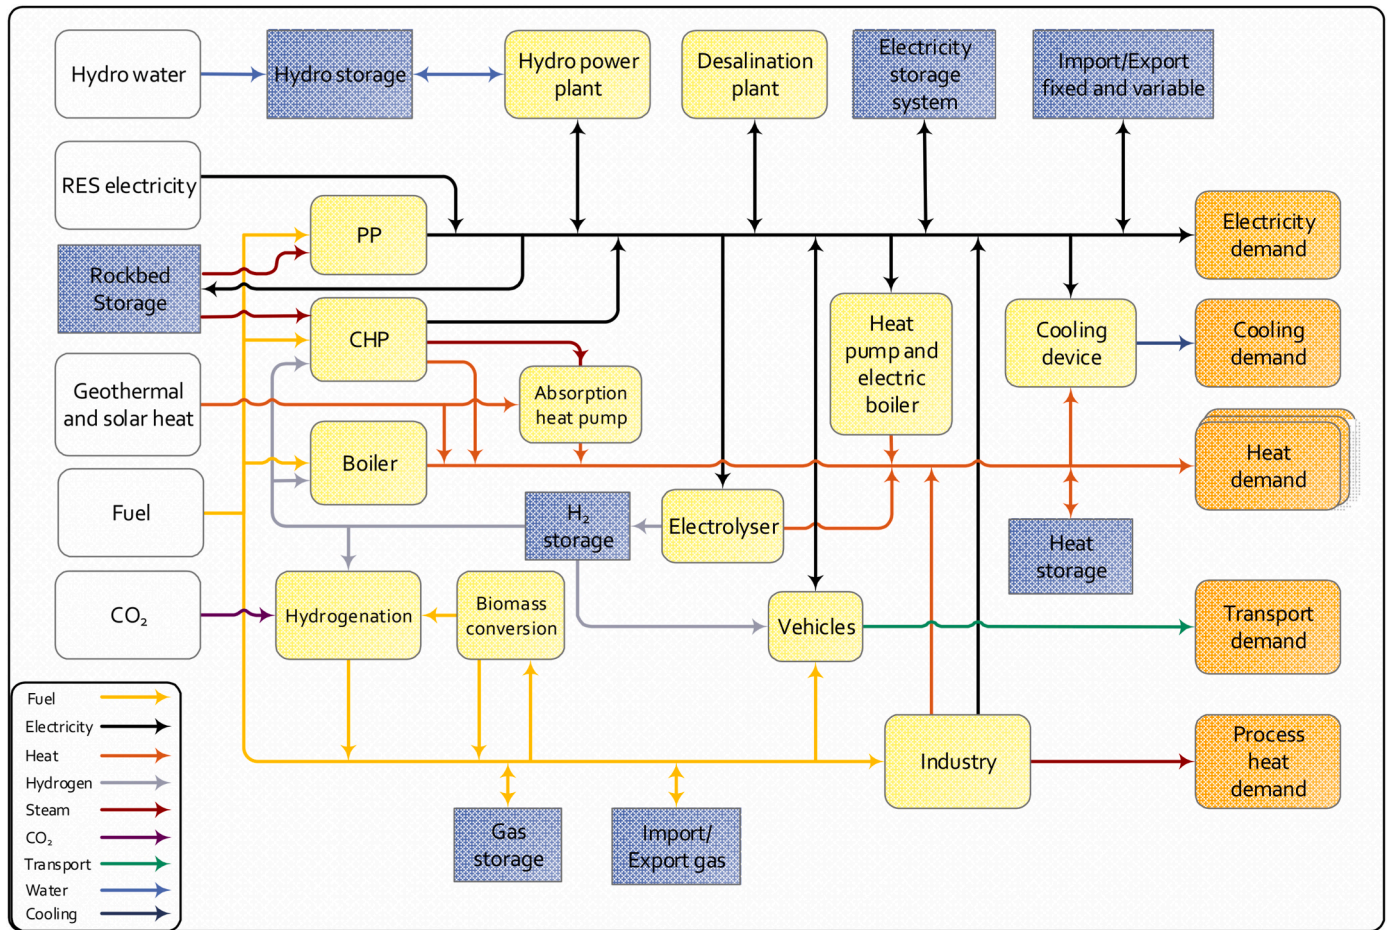 Hydro water
Hydro storage
Hydro power
plant
Desalination
plant
Electricity
storage
system
Import/Export
fixed and variable
RES electricity
PP
Electricity
demand
Rockbed
Storage
CHP
Heat
pump and
electric
boiler
Cooling
device
Cooling
demand
Geothermal
and solar heat
Absorption
heat pump
Boiler
Heat
demand
Fuel
H₂
storage
Electrolyser
Heat
storage
CO₂
Hydrogenation
Biomass
conversion
Vehicles
Transport
demand
Industry
Process
heat
demand
Gas
storage
Import/
Export gas
Fuel
Electricity
Heat
Hydrogen
Steam
CO₂
Transport
Water
Cooling